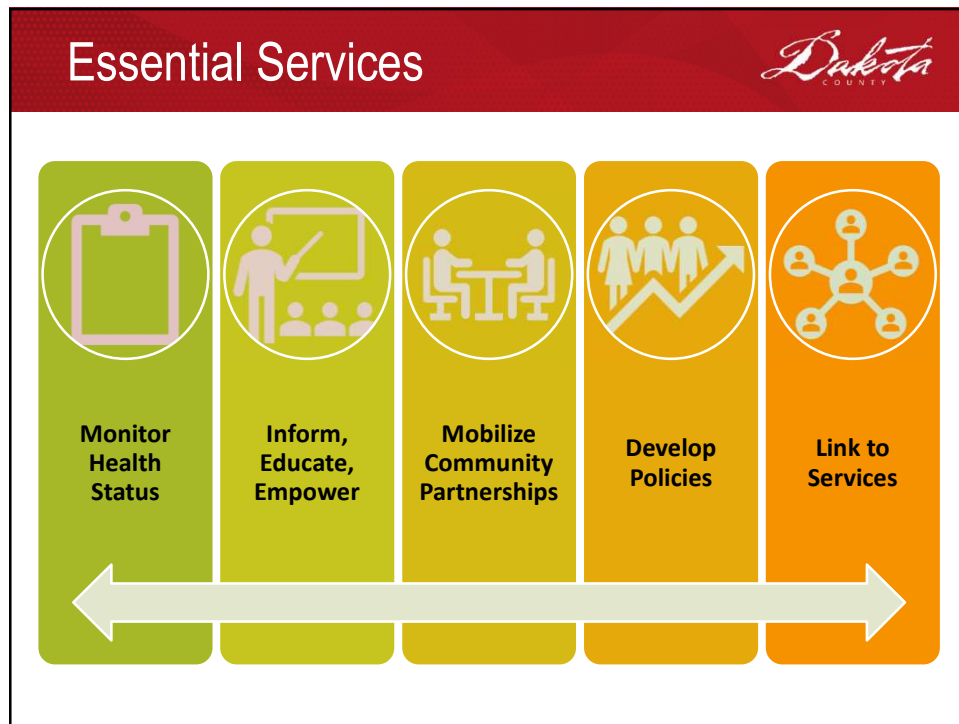 Essential Services
Dakota
COUNTY
Monitor
Health
Status
Inform,
Educate,
Empower
Mobilize
Community
Partnerships
Develop
Policies
Link to
Services